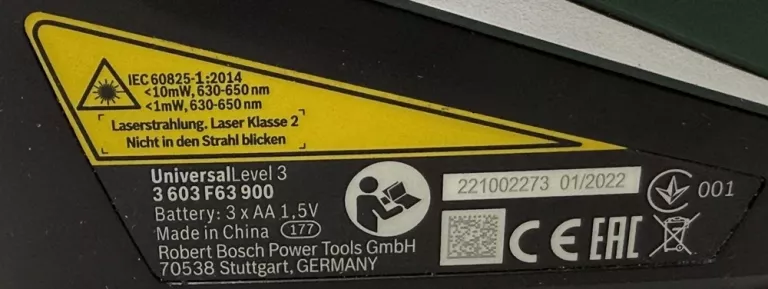 IEC 60825-1:2014
<10mW, 630-650 nm
<1mW, 630-650 nm
Laserstrahlung. Laser Klasse 2
Nicht in den Strahl blicken
UniversalLevel 3
3 603 F63 900
Battery: 3 x AA 1,5V
Made in China 177
Robert Bosch Power Tools GmbH
70538 Stuttgart, GERMANY
221002273 01/2022
001
CE EAC